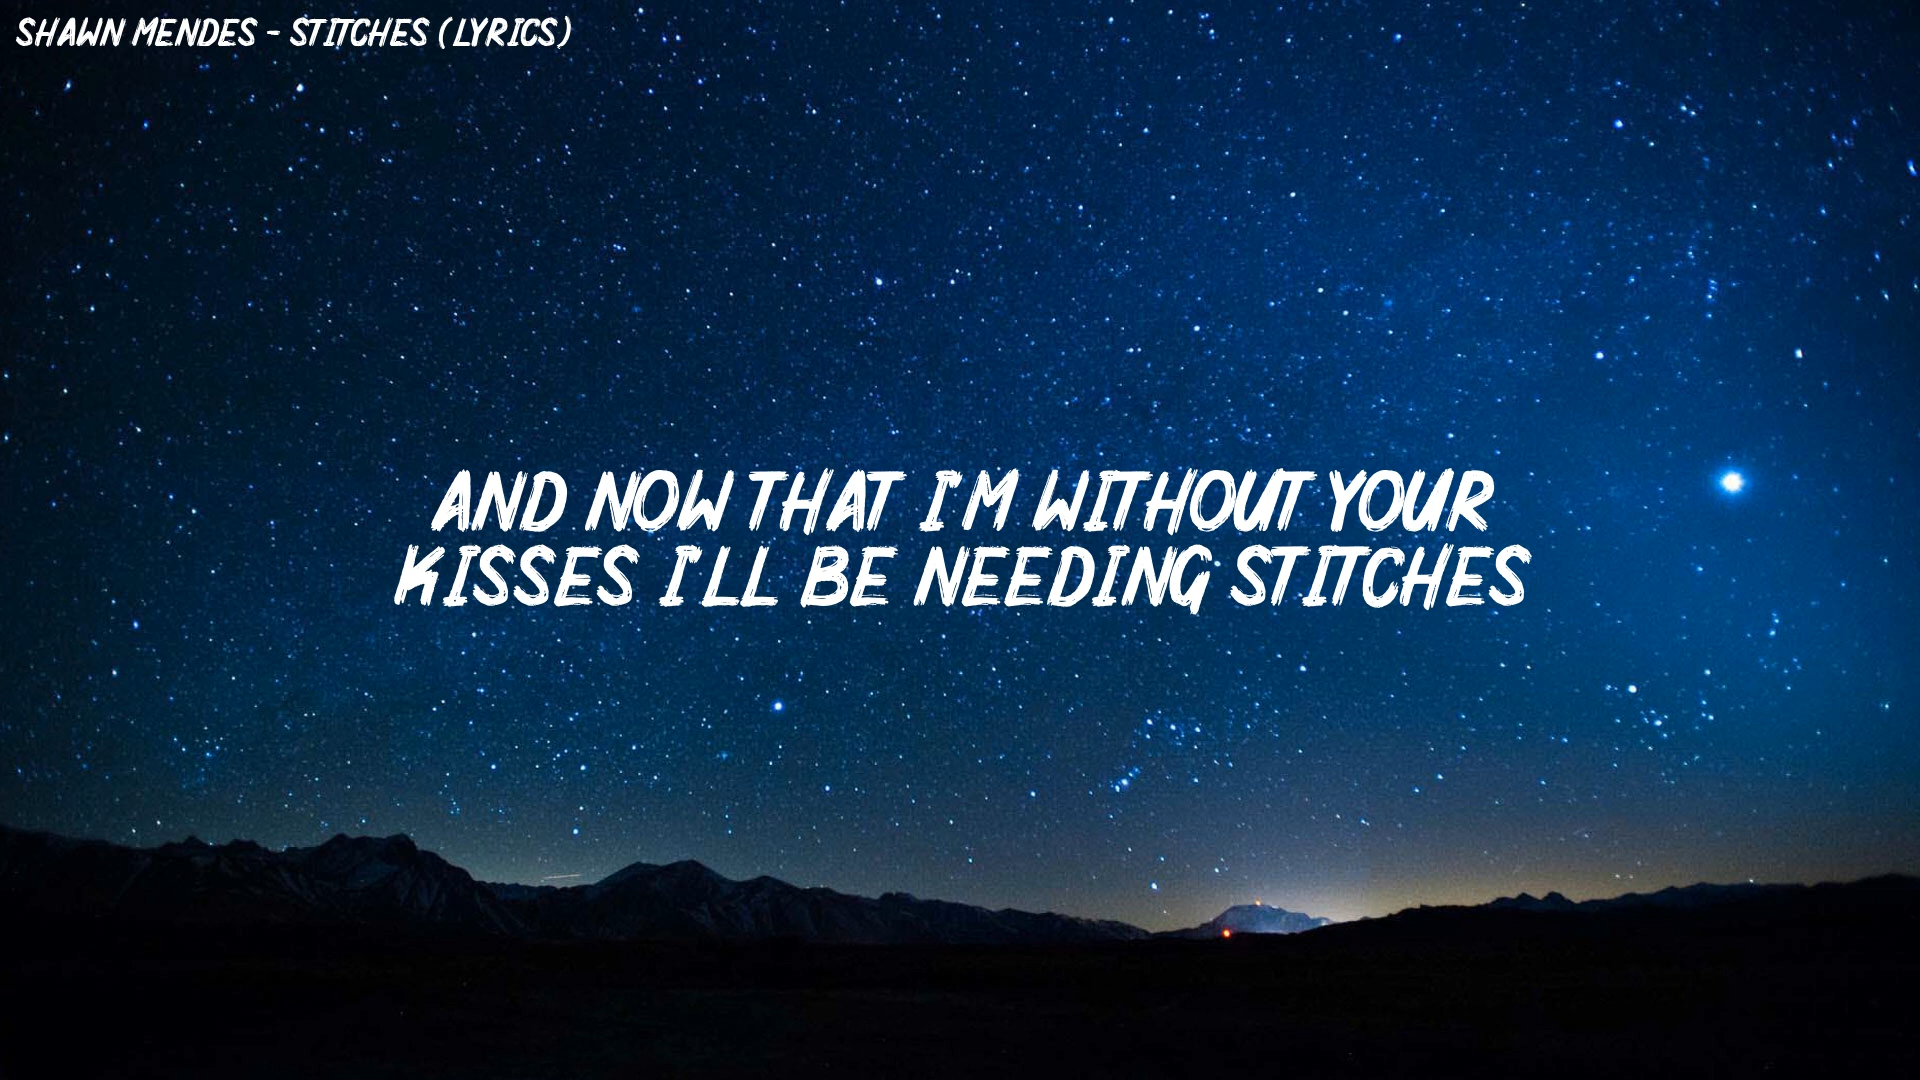 SHAWN MENDES - STITCHES (LYRICS)
AND NOW THAT I'M WITHOUT YOUR
KISSES I'LL BE NEEDING STITCHES